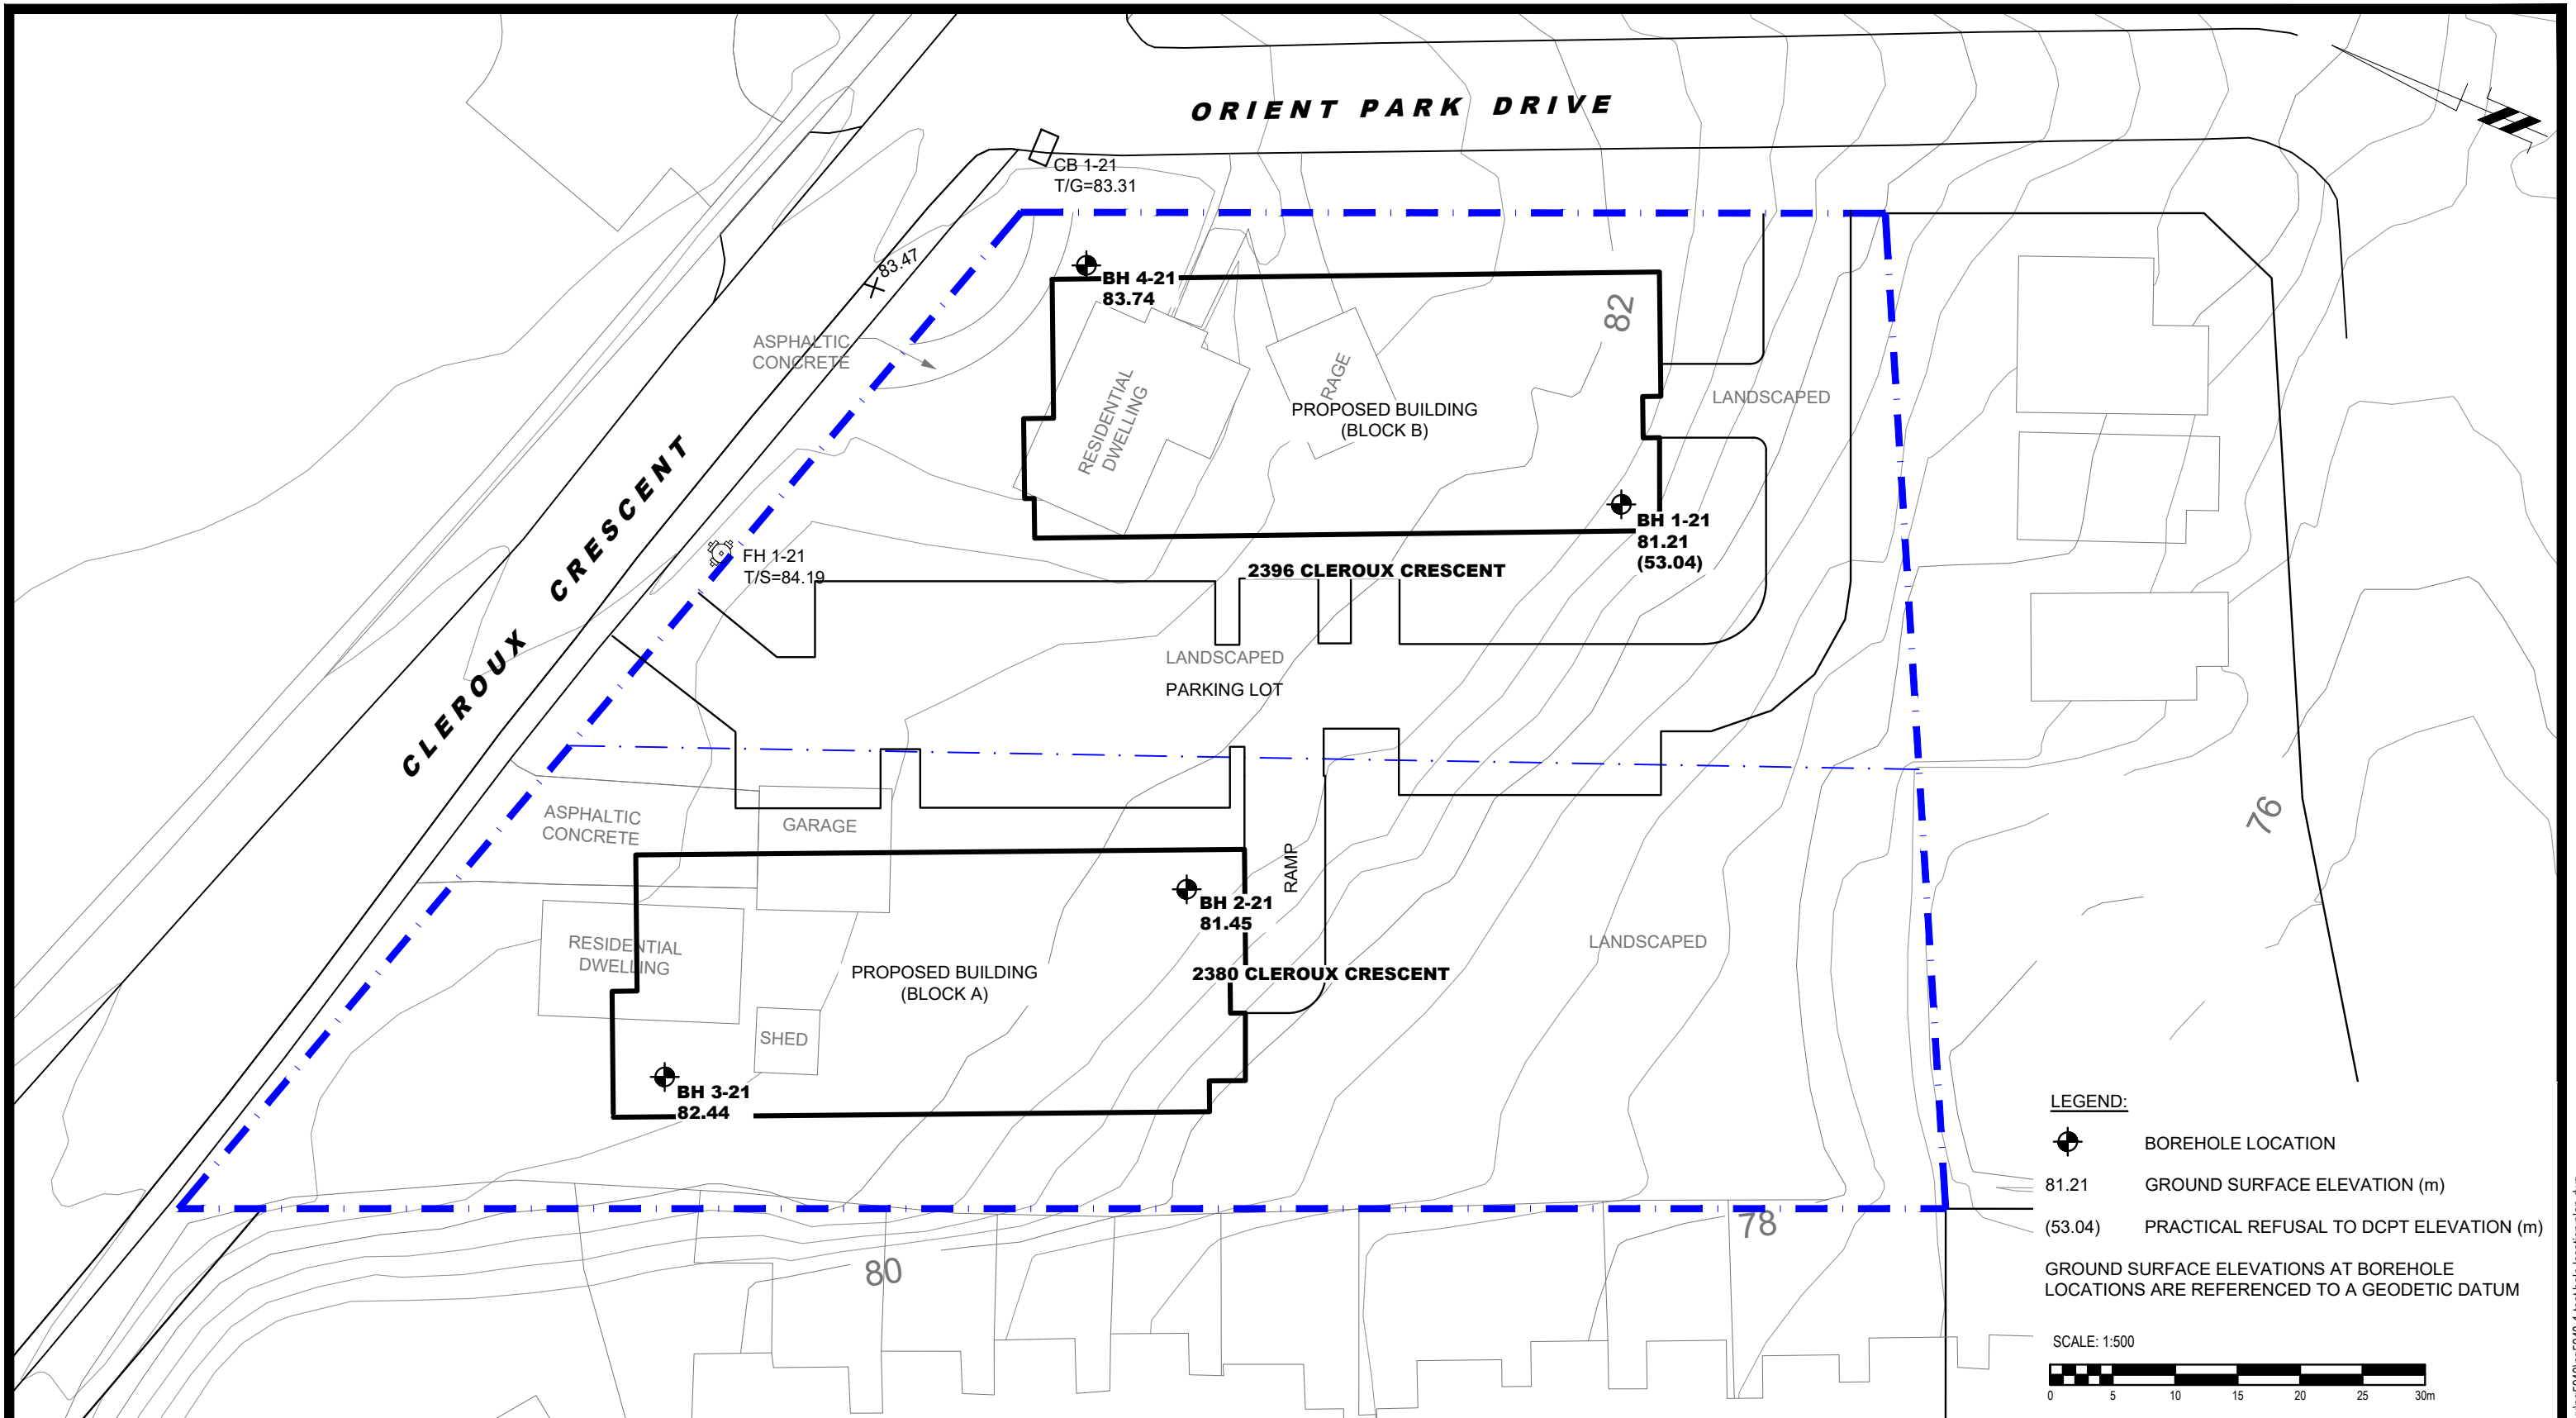 ORIENT PARK DRIVE
CB 1-21
T/G=83.31
83.47
BH 4-21
83.74
82
ASPHALTIC
CONCRETE
RESIDENTIAL
DWELLING
RAGE
PROPOSED BUILDING
(BLOCK B)
LANDSCAPED
CLEROUX CRESCENT
BH 1-21
81.21
(53.04)
FH 1-21
T/S=84.19
2396 CLEROUX CRESCENT
LANDSCAPED
PARKING LOT
76
ASPHALTIC
CONCRETE
GARAGE
RAMP
BH 2-21
81.45
RESIDENTIAL
DWELLING
LANDSCAPED
PROPOSED BUILDING
(BLOCK A)
2380 CLEROUX CRESCENT
SHED
BH 3-21
82.44
78
80
LEGEND:
BOREHOLE LOCATION
81.21 GROUND SURFACE ELEVATION (m)
(53.04) PRACTICAL REFUSAL TO DCPT ELEVATION (m)
GROUND SURFACE ELEVATIONS AT BOREHOLE
LOCATIONS ARE REFERENCED TO A GEODETIC DATUM
SCALE: 1:500
0 5 10 15 20 25 30m